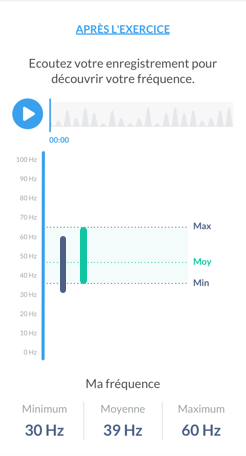 APRÈS L'EXERCICE
Ecoutez votre enregistrement pour
découvrir votre fréquence.
00:00
100 Hz
90 Hz
80 Hz
70 Hz
Max
60 Hz
50 Hz
Moy
40 Hz
Min
30 Hz
20 Hz
10 Hz
0 Hz
Ma fréquence
Minimum Moyenne Maximum
30 Hz 39 Hz 60 Hz